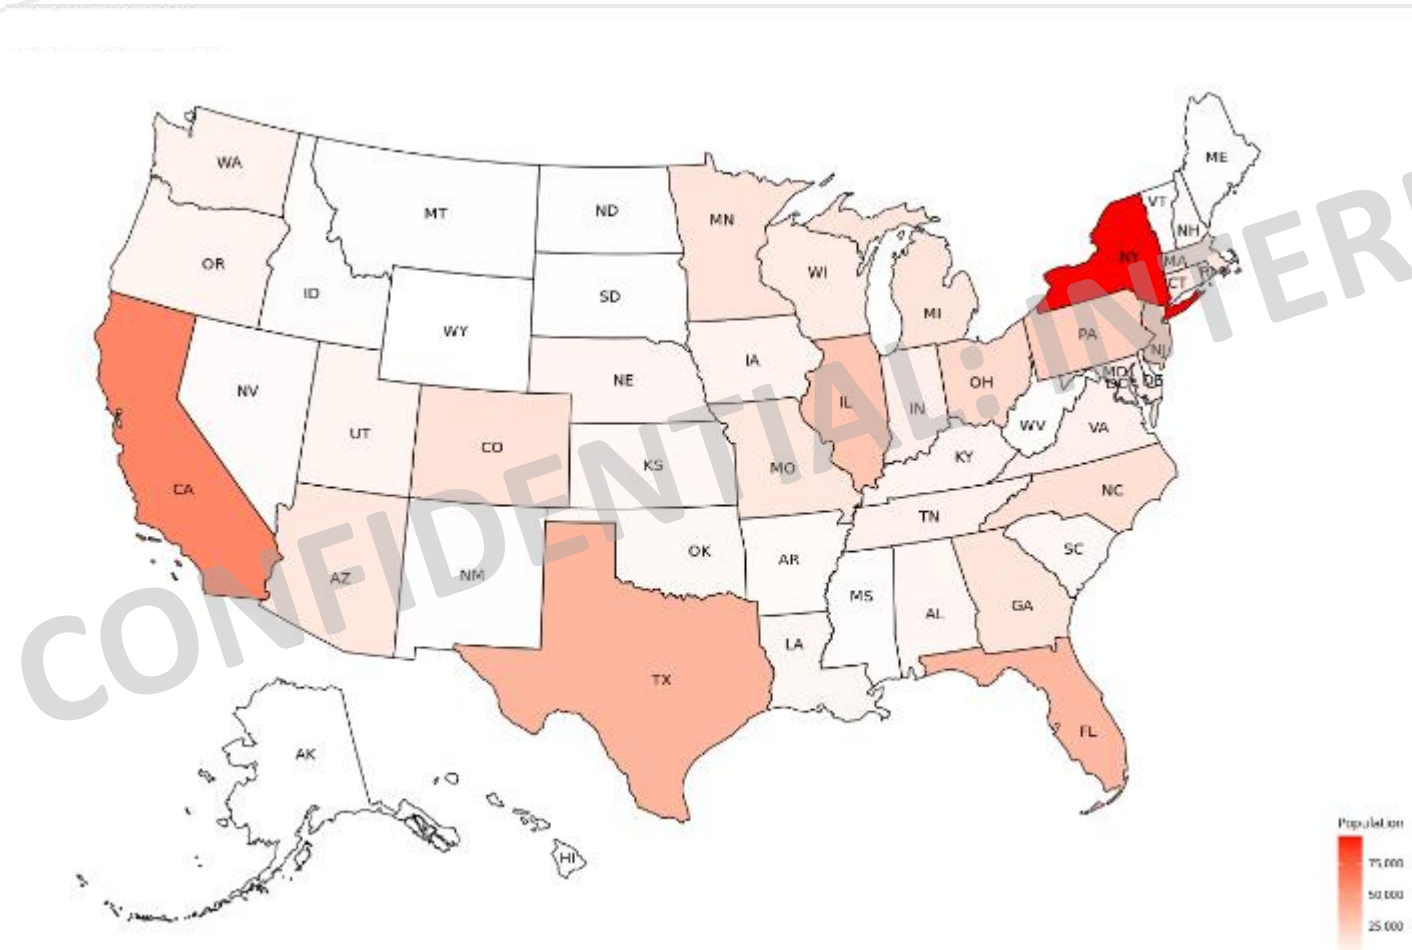 ME
WA
VT
MT
ND
MN
NH
NY
OR
MA
RI
WI
CT
ID
SD
MI
WY
PA
IA
NJ
NE
OH
MD
DC
DE
NV
IL
IN
UT
CO
WV
VA
KY
KS
MO
CA
NC
TN
OK
SC
AR
AZ
NM
MS
GA
AL
LA
TX
FL
AK
HI
CONFIDENTIAL: INTER
Population
75,000
50,000
25,000